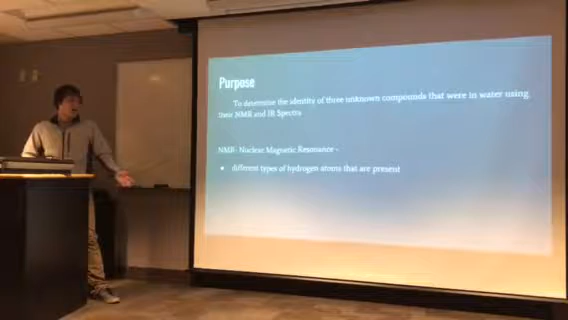 Purpose
To determine the identity of three unknown compounds that were in water using
their NMR and IR Spectra
NMR- Nuclear Magnetic Resonance -
• different types of hydrogen atoms that are present